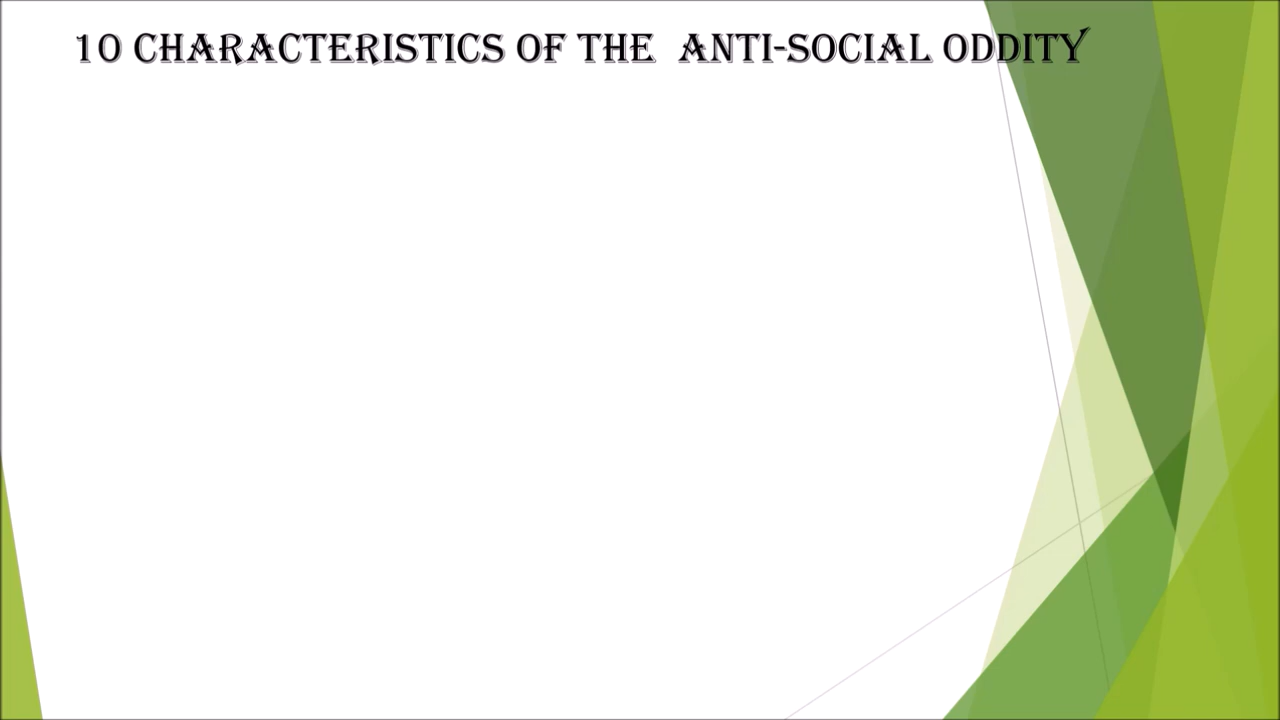 10 CHARACTERISTICS OF THE  ANTI-SOCIAL ODDITY